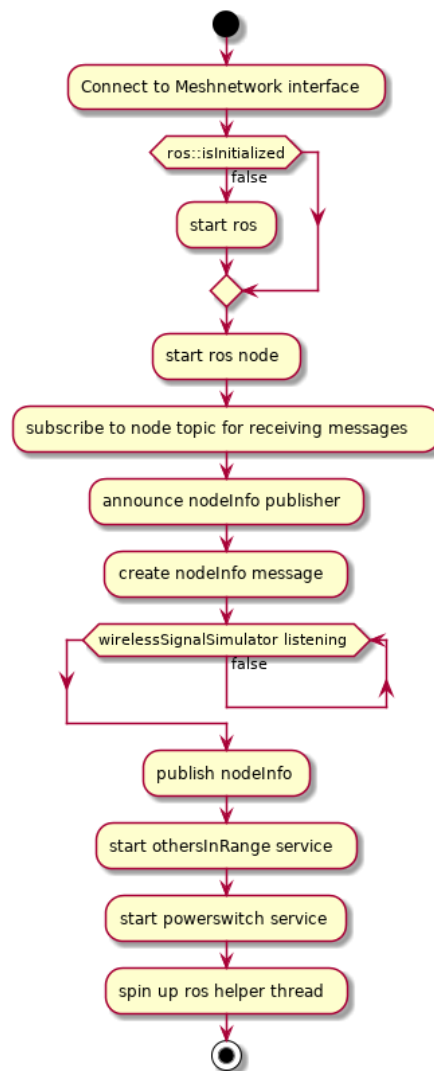 Connect to Meshnetwork interface
ros::isInitialized
false
start ros
start ros node
subscribe to node topic for receiving messages
announce nodeInfo publisher
create nodeInfo message
wirelessSignalSimulator listening
false
publish nodeInfo
start othersInRange service
start powerswitch service
spin up ros helper thread